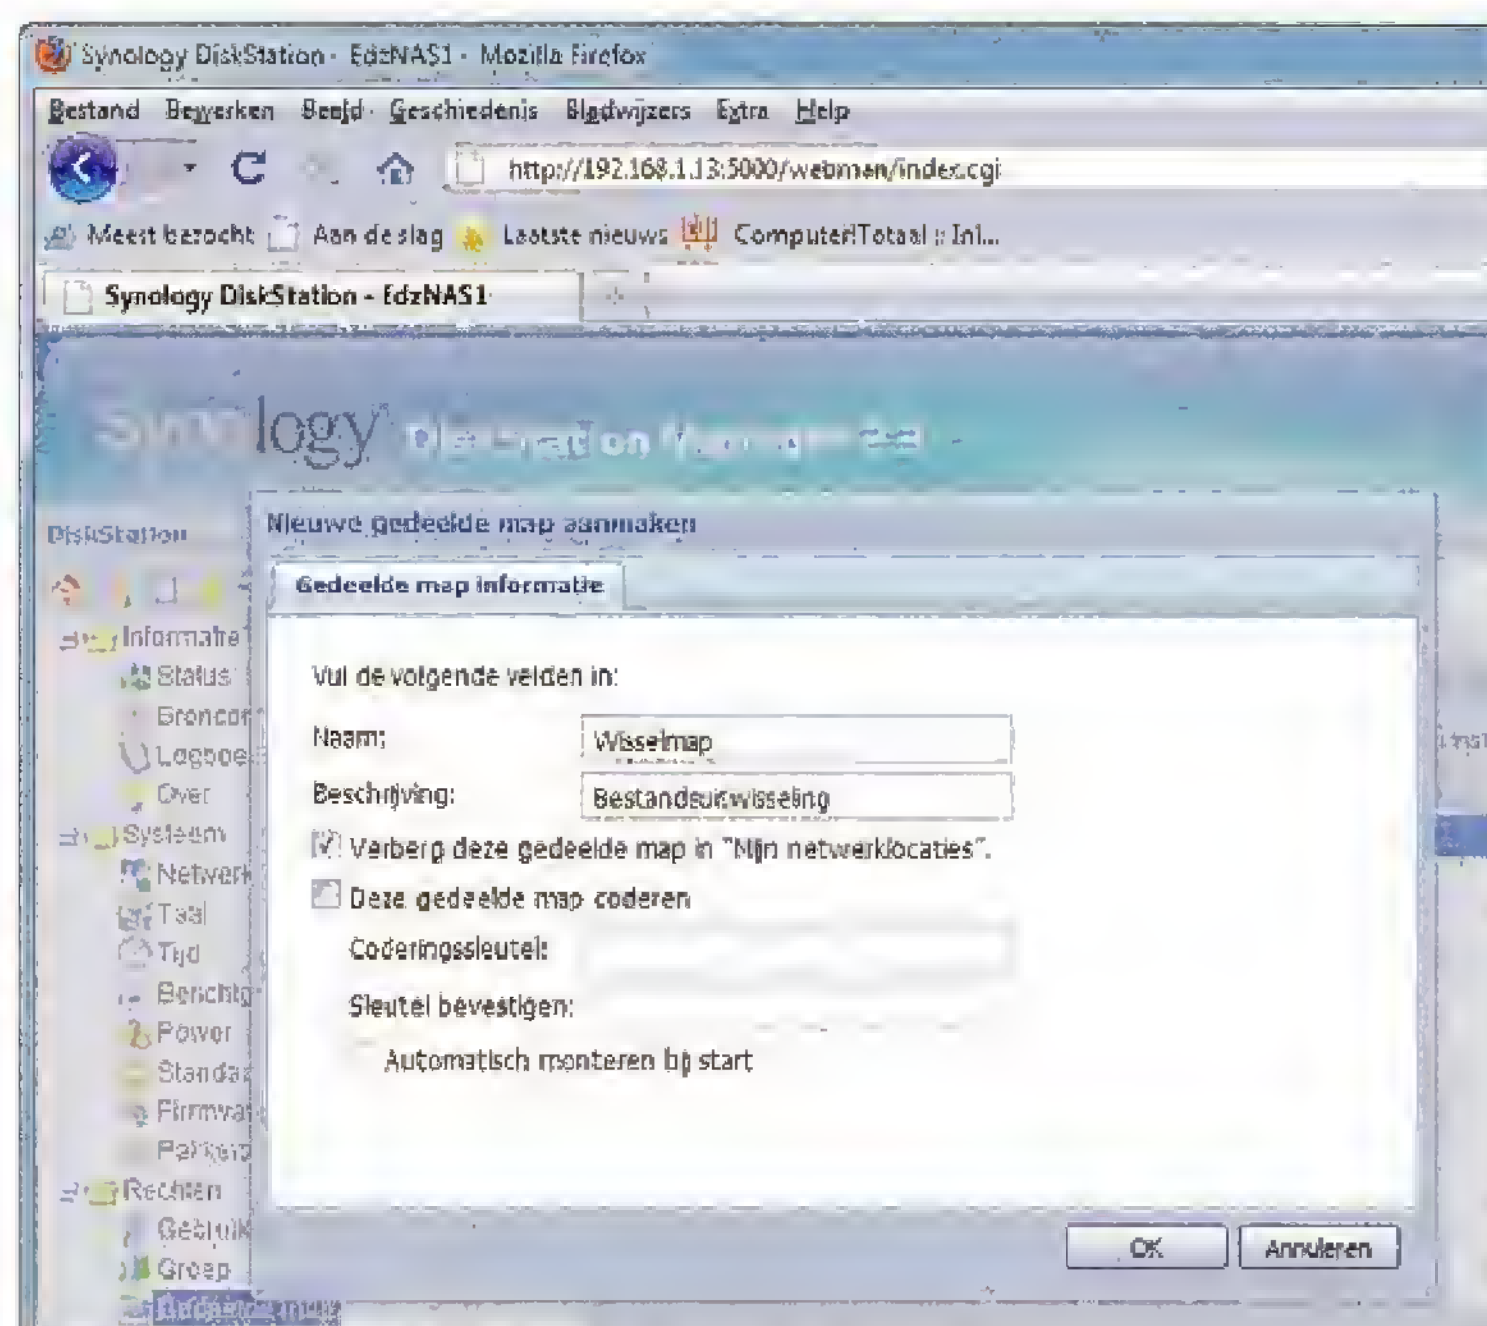 Synology DiskStation - EdzNAS1 - Mozilla Firefox
Bestand Bewerken Beeld Geschiedenis Bladwijzers Extra Help
http://192.168.1.13:5000/webman/index.cgi
Meest bezocht Aan de slag Laatste nieuws Computer!Totaal :: Inl...
Synology DiskStation - EdzNAS1
Synology
DiskStation
Nieuwe gedeelde map aanmaken
Gedeelde map informatie
Informatie
Status
Logboe
Over
Systeem
Netwerk
Taal
Tijd
Power
Rechten
Groep
Vul de volgende velden in:
Naam: Wisselmap
Beschrijving: Bestandsuitwisseling
Verberg deze gedeelde map in "Mijn netwerklocaties".
Deze gedeelde map coderen
Coderingssleutel:
Sleutel bevestigen:
Automatisch monteren bij start
OK Annuleren